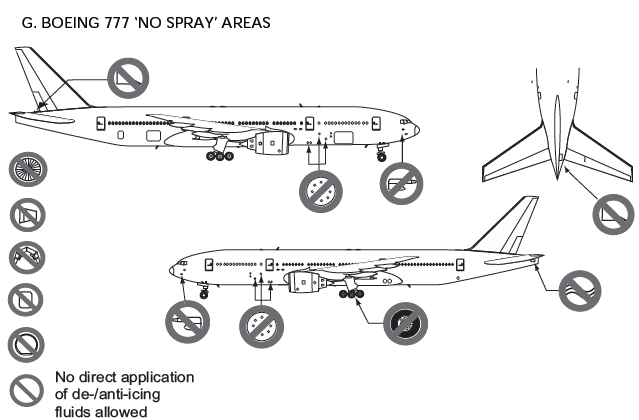 G. BOEING 777 ‘NO SPRAY’ AREAS
No direct application
of de-/anti-icing
fluids allowed